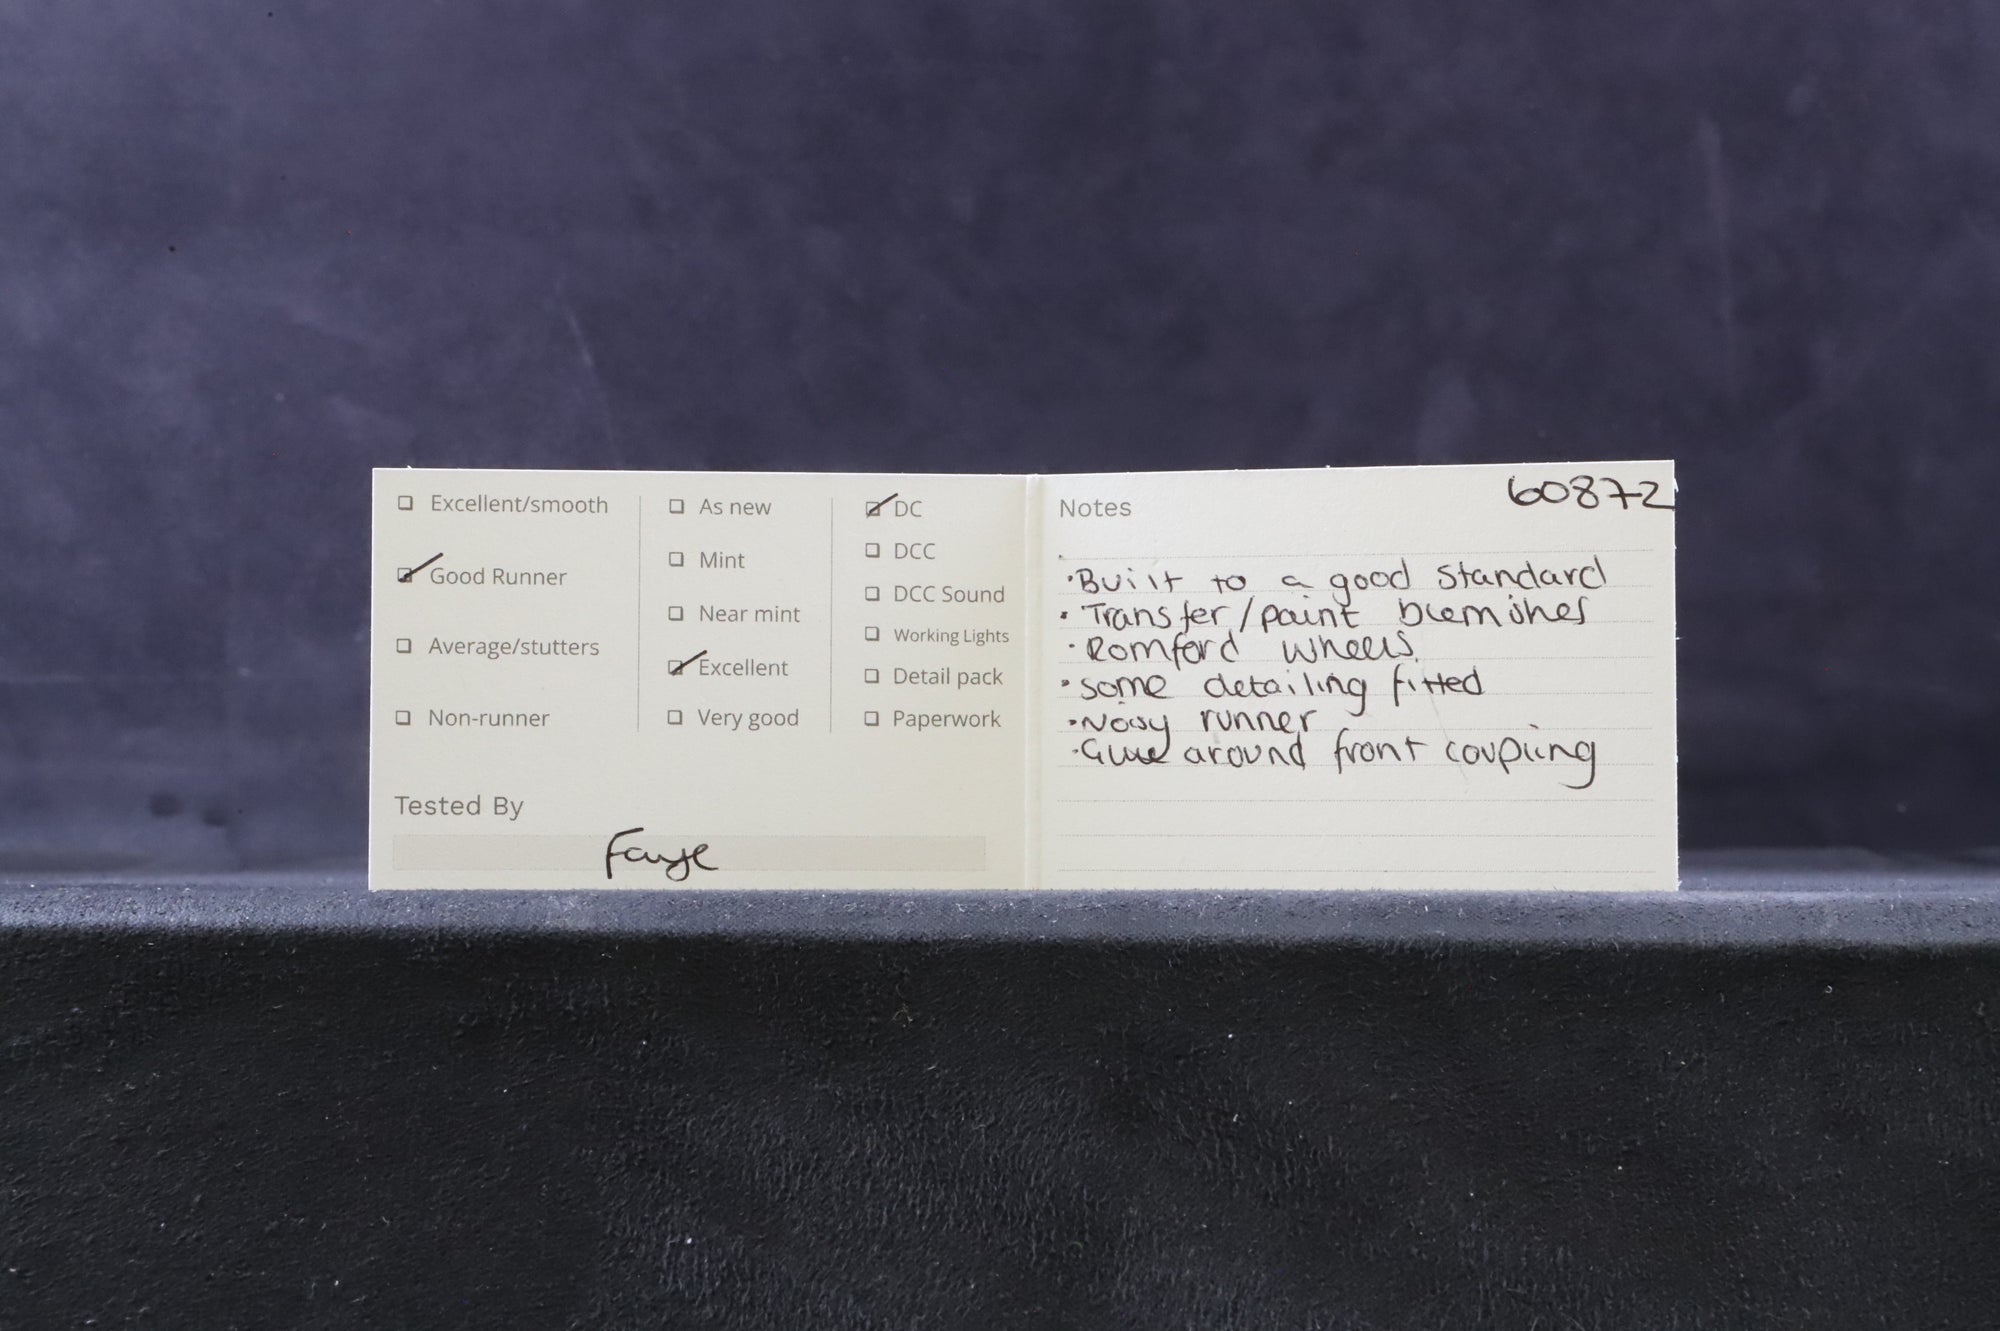 Excellent/smooth
Good Runner
Average/stutters
Non-runner
As new
Mint
Near mint
Excellent
Very good
DC
DCC
DCC Sound
Working Lights
Detail pack
Paperwork
Tested By
Faye
Notes
60872
•Built to a good standard
• Transfer/paint blemishes
• Romford wheels
• some detailing fitted
•Noisy runner
•Glue around front coupling